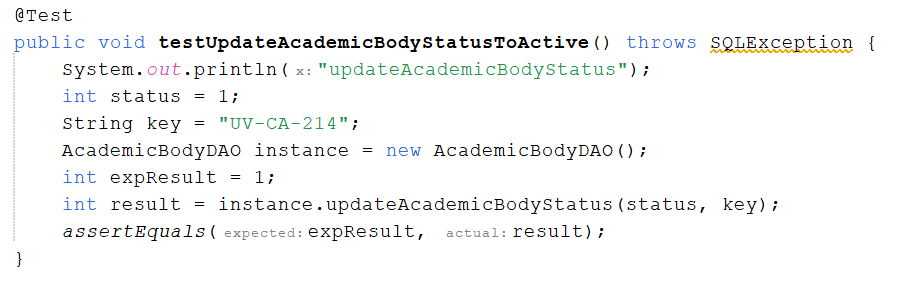 @Test
public void testUpdateAcademicBodyStatusToActive() throws SQLException {
    System.out.println( x: "updateAcademicBodyStatus");
    int status = 1;
    String key = "UV-CA-214";
    AcademicBodyDAO instance = new AcademicBodyDAO();
    int expResult = 1;
    int result = instance.updateAcademicBodyStatus(status, key);
    assertEquals( expected: expResult, actual: result);
}